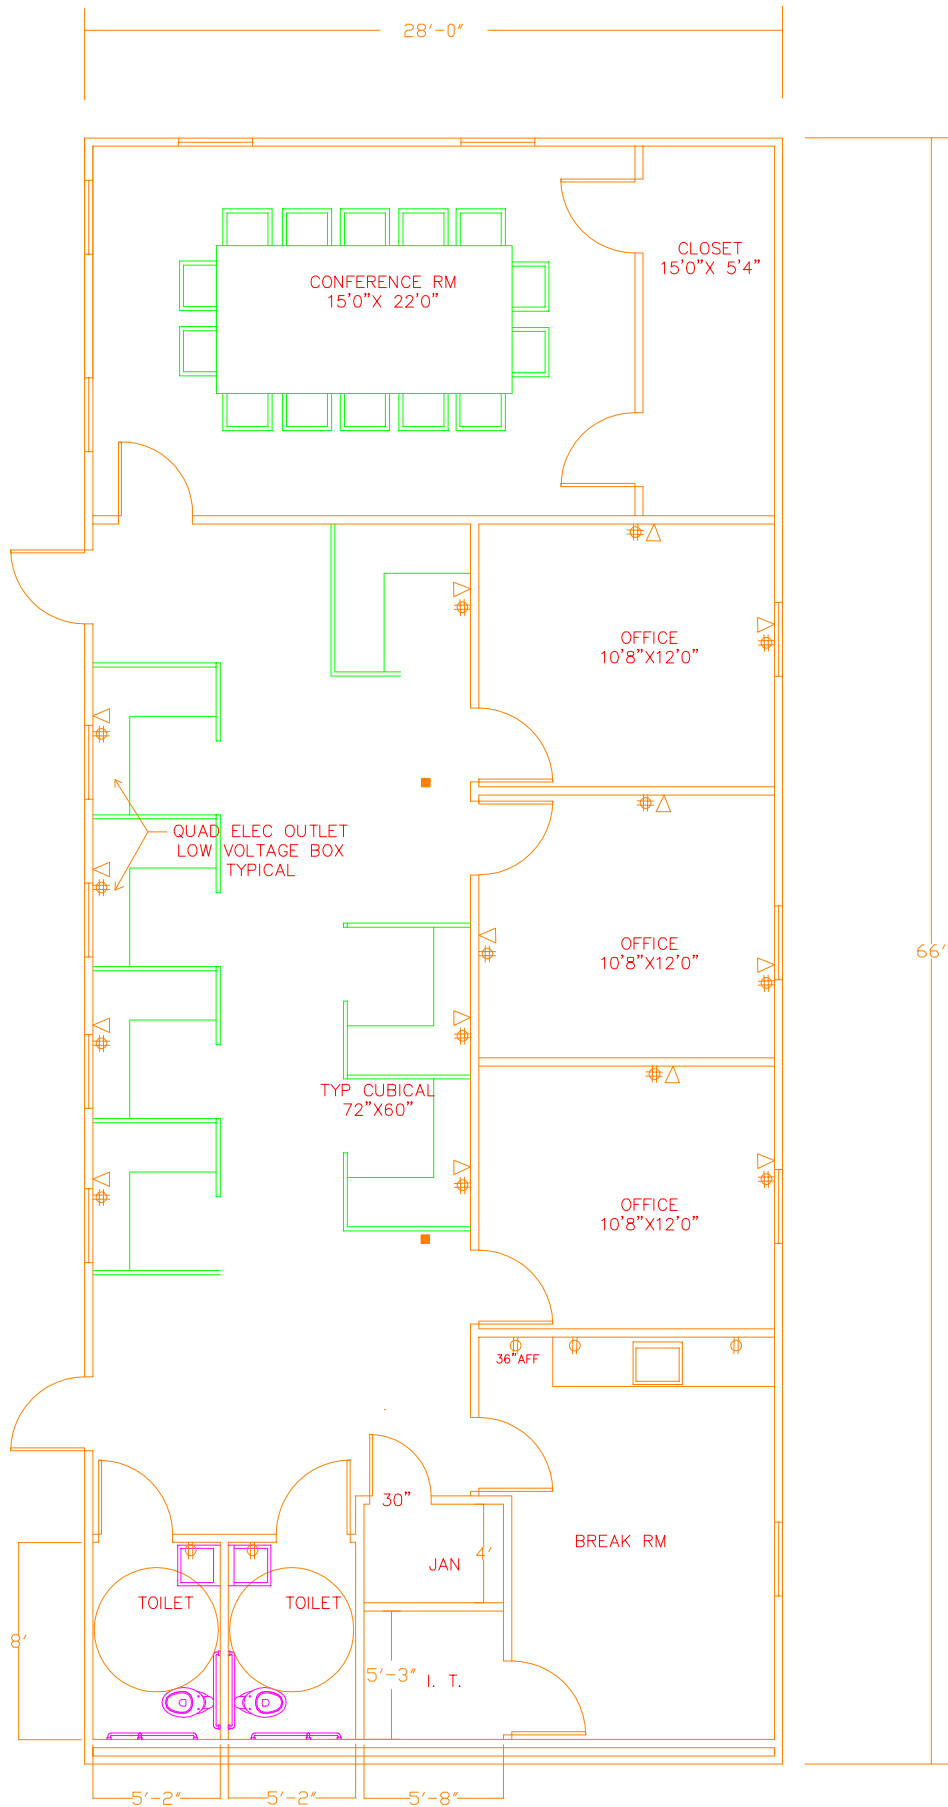 28'-0"
CLOSET
15'0"X 5'4"
CONFERENCE RM
15'0"X 22'0"
OFFICE
10'8"X12'0"
QUAD ELEC OUTLET
LOW VOLTAGE BOX
TYPICAL
OFFICE
10'8"X12'0"
66'
TYP CUBICAL
72"X60"
OFFICE
10'8"X12'0"
36"AFF
30"
BREAK RM
4'
JAN
TOILET
TOILET
8'
5'-3"
I. T.
5'-2"
5'-2"
5'-8"